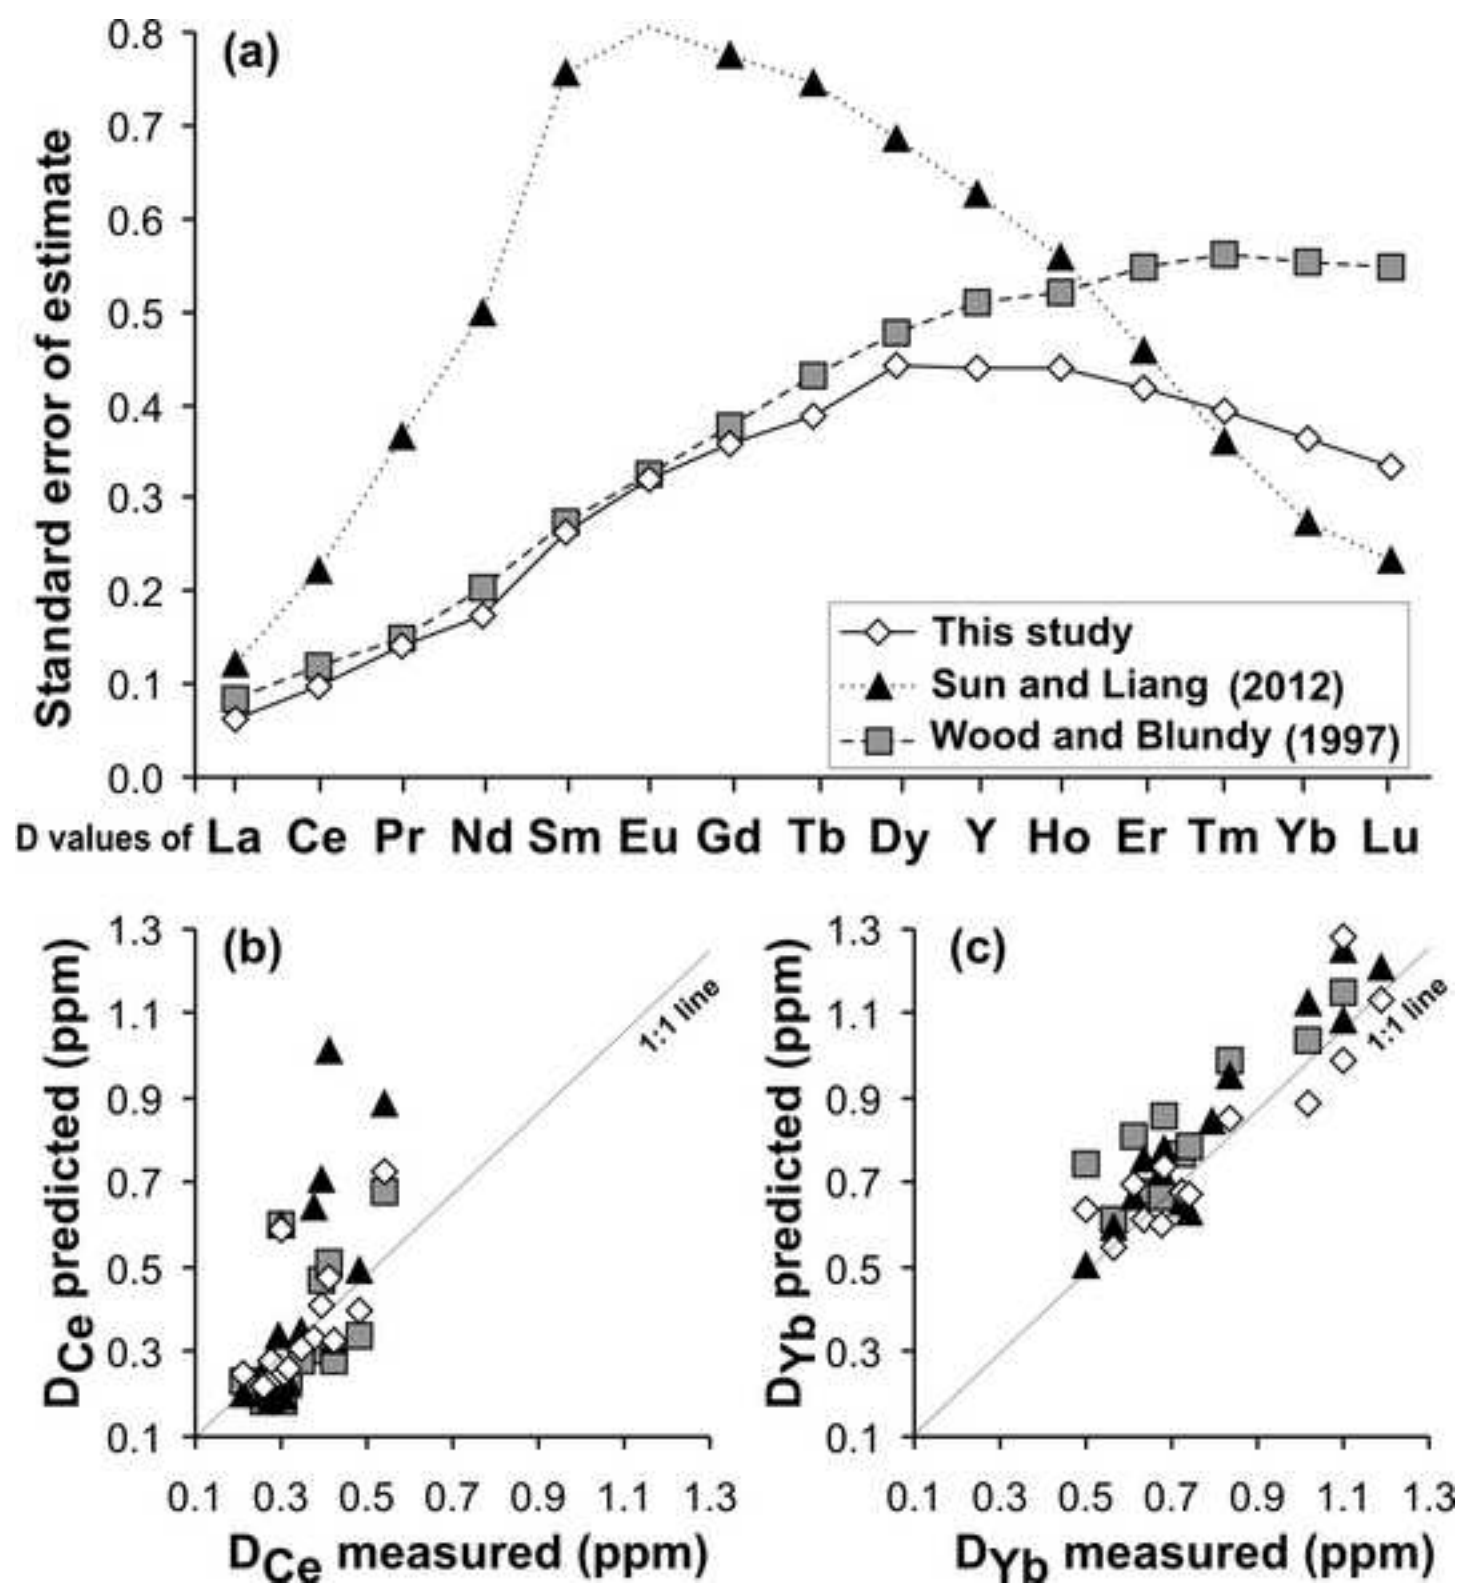 (a)
Standard error of estimate
0.8
0.7
0.6
0.5
0.4
0.3
0.2
0.1
0.0
This study
Sun and Liang (2012)
Wood and Blundy (1997)
D values of La Ce Pr Nd Sm Eu Gd Tb Dy Y Ho Er Tm Yb Lu
(b)
DCe predicted (ppm)
1.3
1.1
0.9
0.7
0.5
0.3
0.1
1:1 line
0.1 0.3 0.5 0.7 0.9 1.1 1.3
DCe measured (ppm)
(c)
DYb predicted (ppm)
1.3
1.1
0.9
0.7
0.5
0.3
0.1
1:1 line
0.1 0.3 0.5 0.7 0.9 1.1 1.3
DYb measured (ppm)